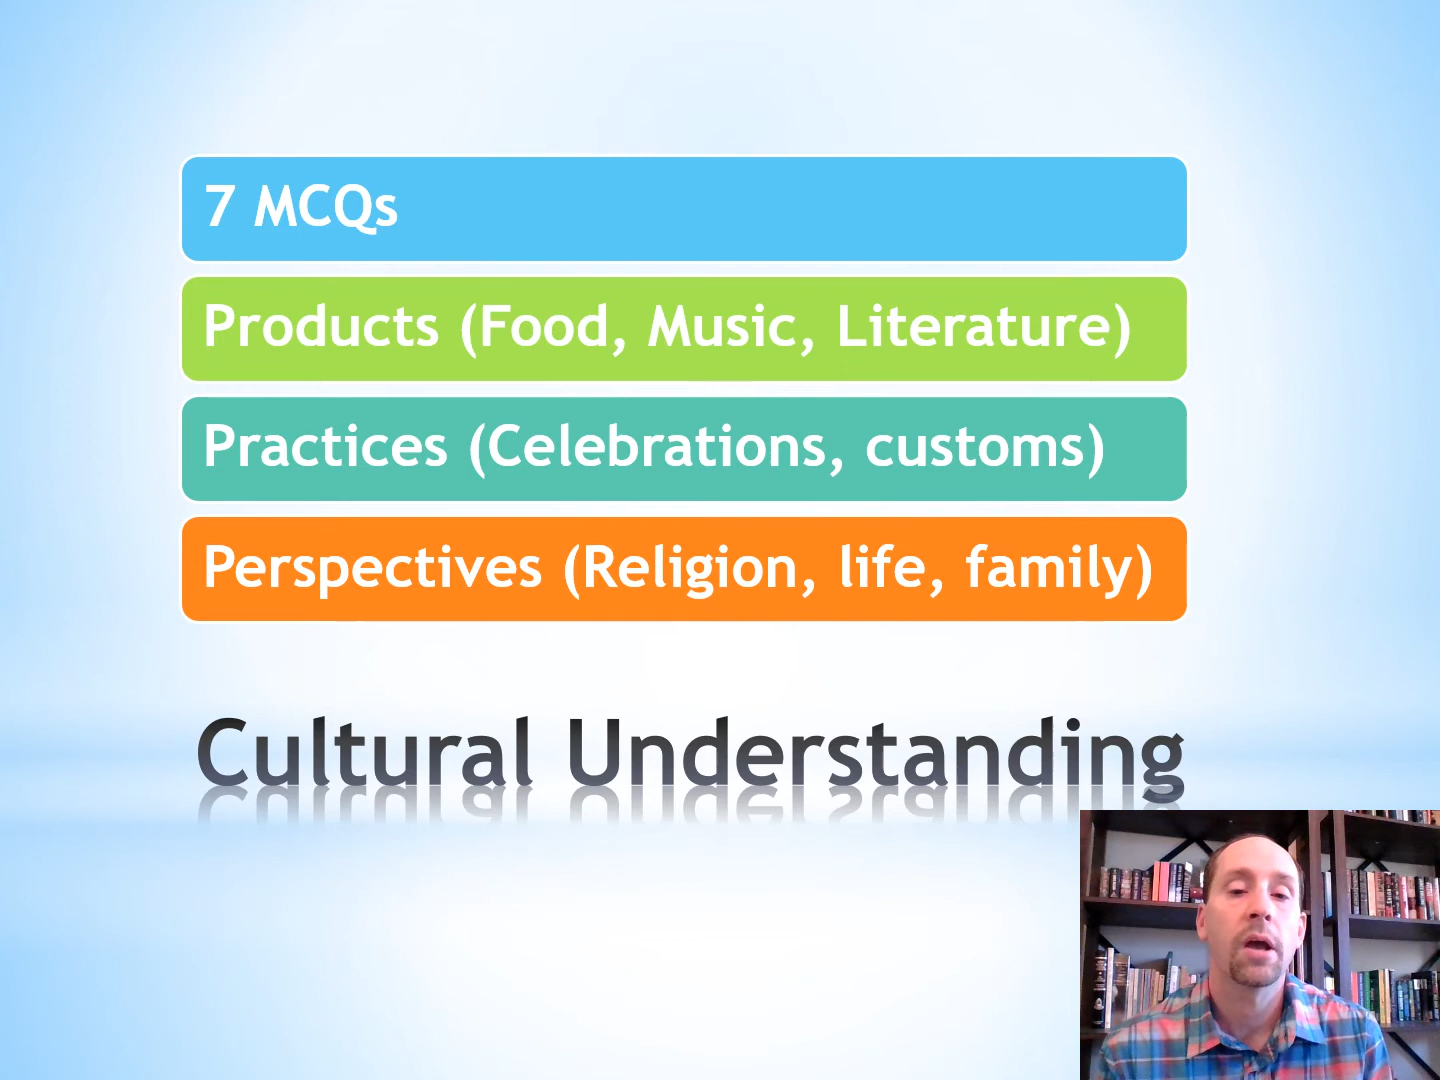 7 MCQs
Products (Food, Music, Literature)
Practices (Celebrations, customs)
Perspectives (Religion, life, family)
Cultural Understanding